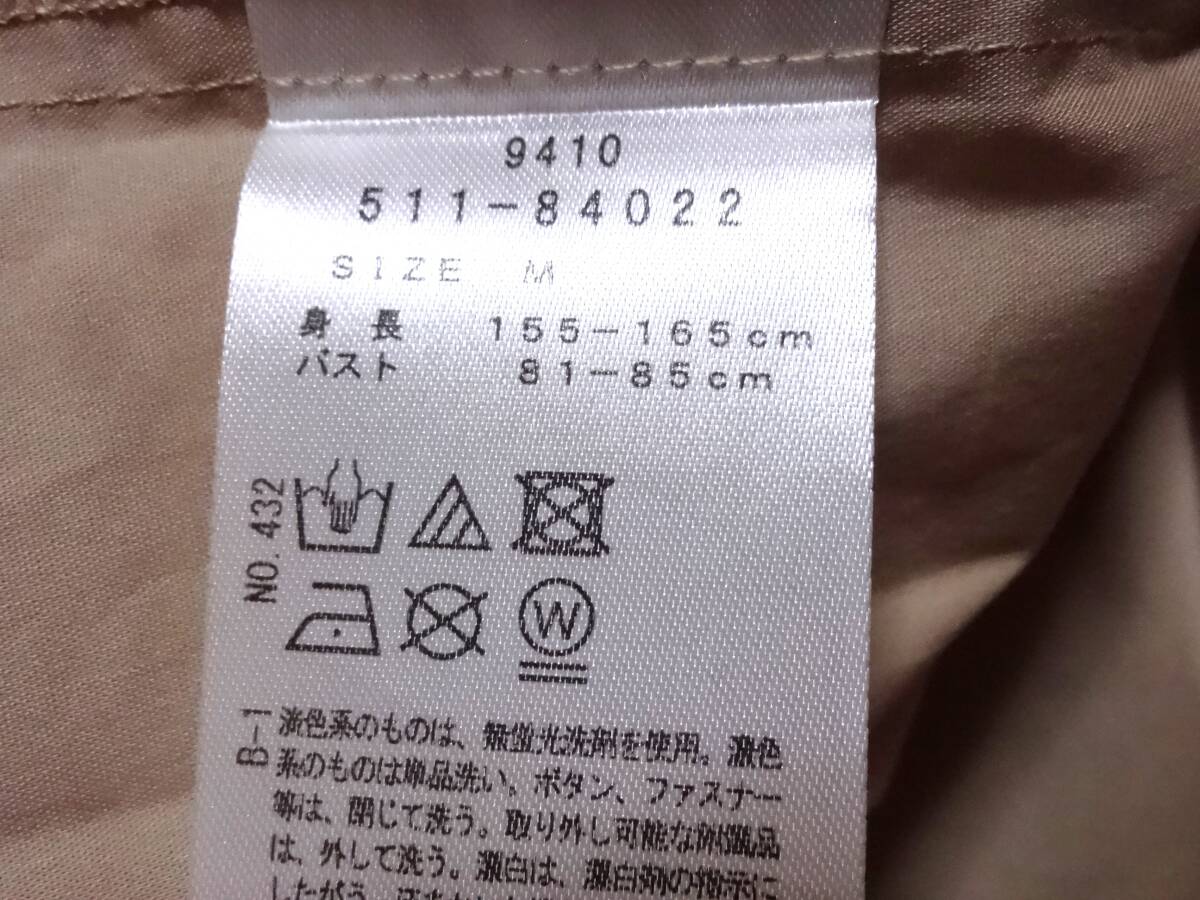 9410
511-84022
SIZE M
身長 155-165cm
バスト 81-85cm
NO. 432
W
B-1
淡色系のものは、無蛍光洗剤を使用。濃色
系のものは単品洗い。ボタン、ファスナー
等は、閉じて洗う。取り外し可能な附属品
は、外して洗う。漂白は、漂白剤の指示に
したがう。